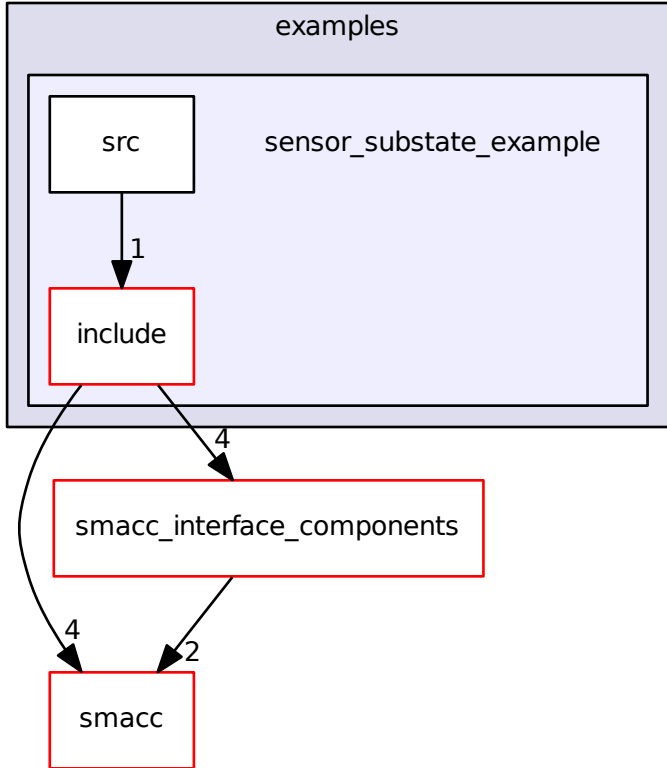 examples
src
sensor_substate_example
1
include
4
smacc_interface_components
4
2
smacc